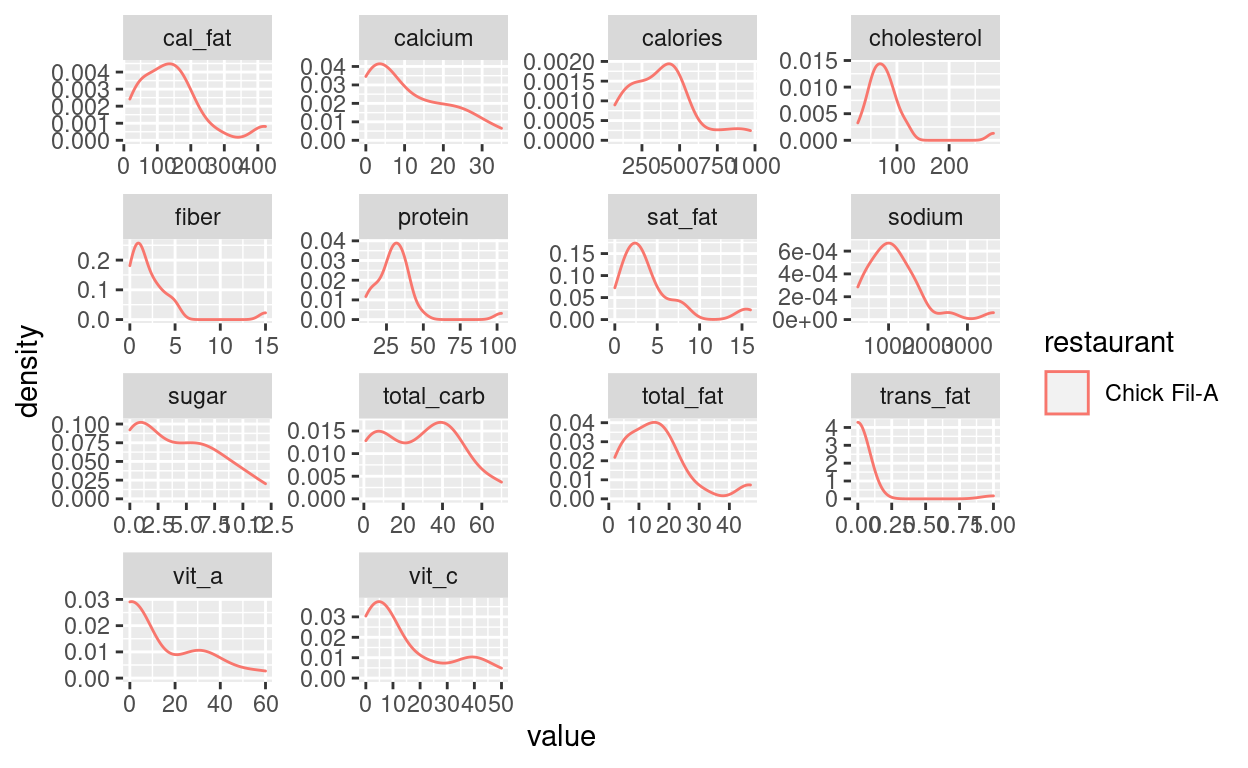 cal_fat calcium calories cholesterol
0.004 0.003 0.002 0.001 0.000
0 100 200 300 400
0.04 0.03 0.02 0.01 0.00
0 10 20 30
0.0020 0.0015 0.0010 0.0005 0.0000
250 500 750 1000
0.015 0.010 0.005 0.000
100 200
fiber protein sat_fat sodium
0.2 0.1 0.0
0 5 10 15
0.04 0.03 0.02 0.01 0.00
25 50 75 100
0.15 0.10 0.05 0.00
0 5 10 15
6e-04 4e-04 2e-04 0e+00
1000 2000 3000
sugar total_carb total_fat trans_fat
0.100 0.075 0.050 0.025 0.000
0.0 2.5 5.0 7.5 10.0 12.5
0.015 0.010 0.005 0.000
0 20 40 60
0.04 0.03 0.02 0.01 0.00
0 10 20 30 40
4 3 2 1 0
0.00 0.25 0.50 0.75 1.00
vit_a vit_c
0.03 0.02 0.01 0.00
0 20 40 60
0.03 0.02 0.01 0.00
0 10 20 30 40 50
density
value
restaurant
Chick Fil-A